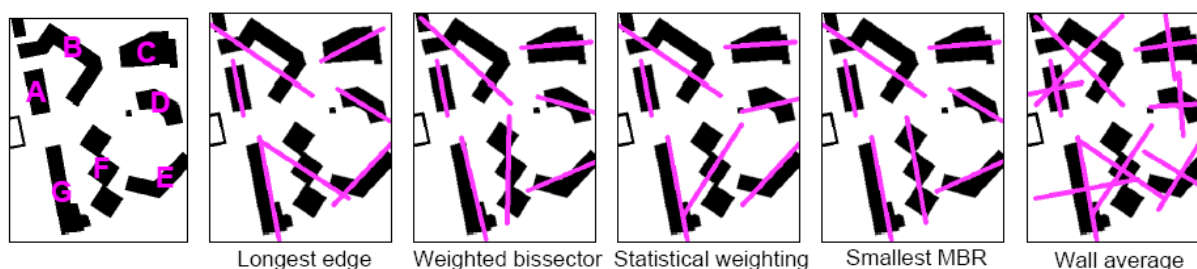 B
C
A
D
F
E
G
Longest edge
Weighted bissector
Statistical weighting
Smallest MBR
Wall average